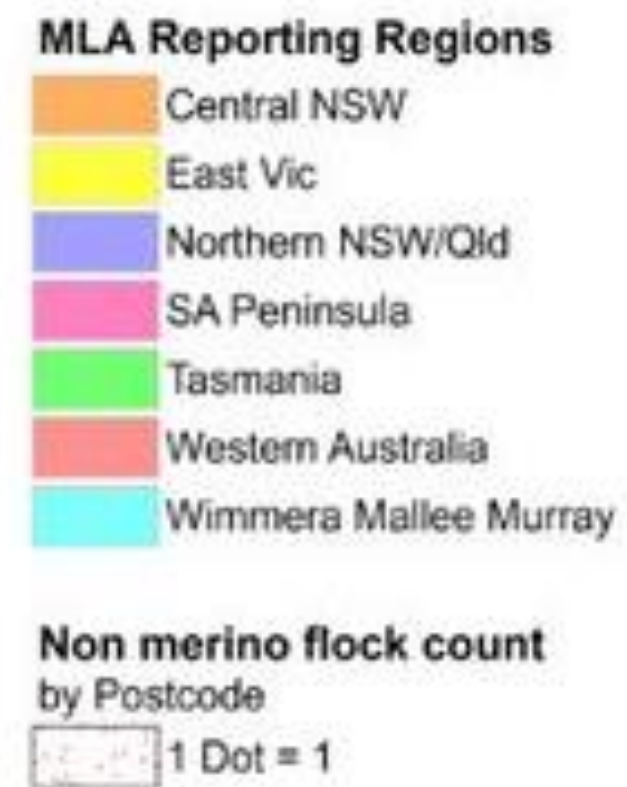 MLA Reporting Regions
Central NSW
East Vic
Northern NSW/Qld
SA Peninsula
Tasmania
Western Australia
Wimmera Mallee Murray
Non merino flock count
by Postcode
1 Dot = 1